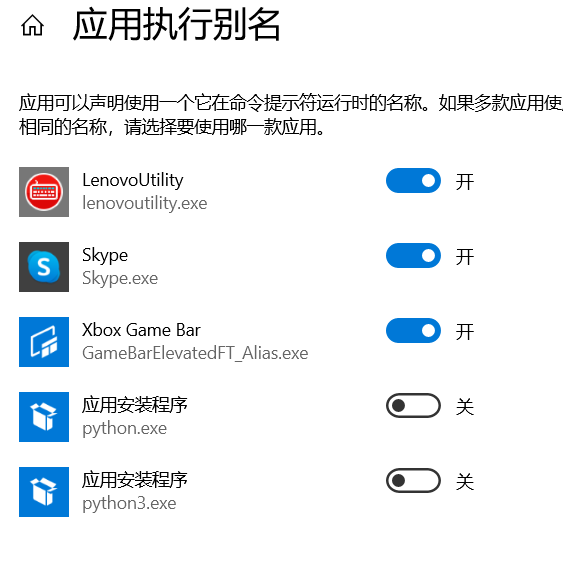 应用执行别名
应用可以声明使用一个它在命令提示符运行时的名称。如果多款应用使
相同的名称，请选择要使用哪一款应用。
LenovoUtility
lenovoutility.exe
开
Skype
Skype.exe
开
Xbox Game Bar
GameBarElevatedFT_Alias.exe
开
应用安装程序
python.exe
关
应用安装程序
python3.exe
关